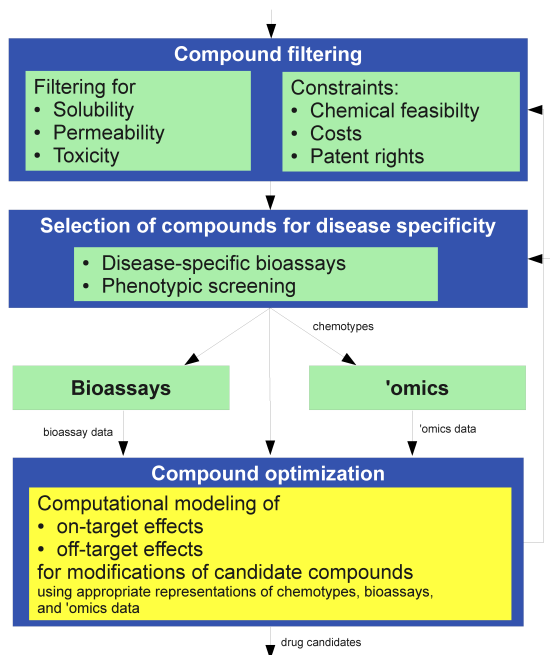 Compound filtering
Filtering for
• Solubility
• Permeability
• Toxicity
Constraints:
• Chemical feasibilty
• Costs
• Patent rights
Selection of compounds for disease specificity
• Disease-specific bioassays
• Phenotypic screening
chemotypes
Bioassays
'omics
bioassay data
'omics data
Compound optimization
Computational modeling of
• on-target effects
• off-target effects
for modifications of candidate compounds
using appropriate representations of chemotypes, bioassays,
and 'omics data
drug candidates